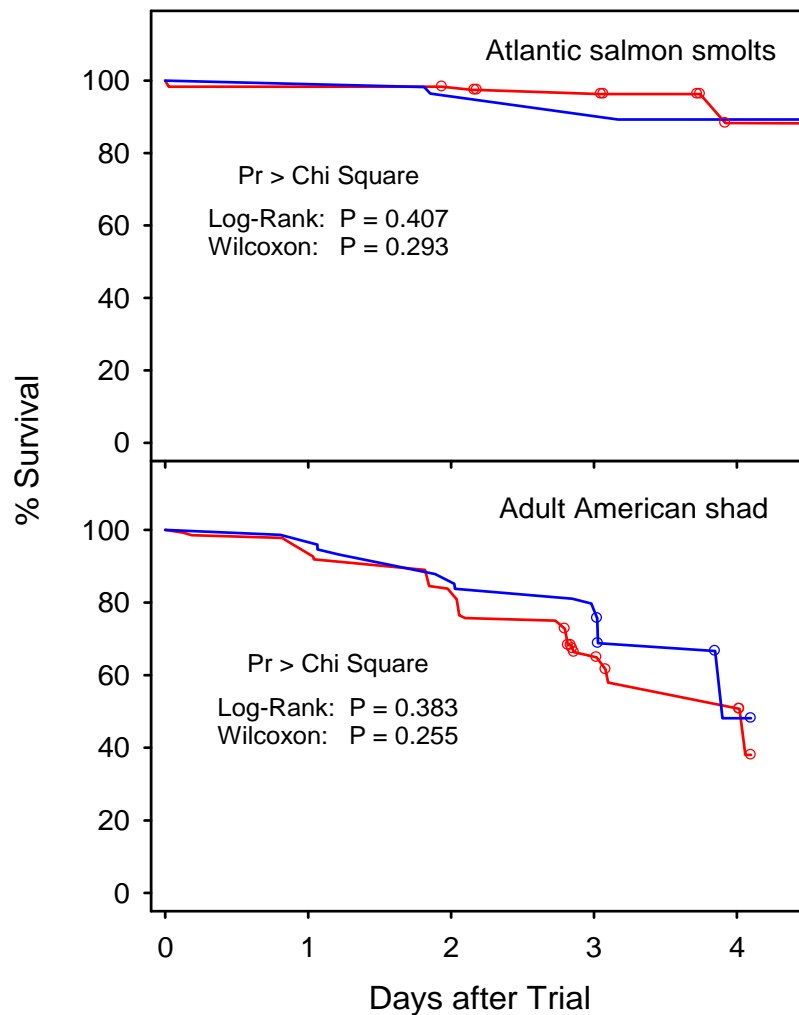 Atlantic salmon smolts
100
80
60
40
20
0
Pr > Chi Square
Log-Rank: P = 0.407
Wilcoxon: P = 0.293
% Survival
Adult American shad
100
80
60
40
20
0
Pr > Chi Square
Log-Rank: P = 0.383
Wilcoxon: P = 0.255
0 1 2 3 4
Days after Trial